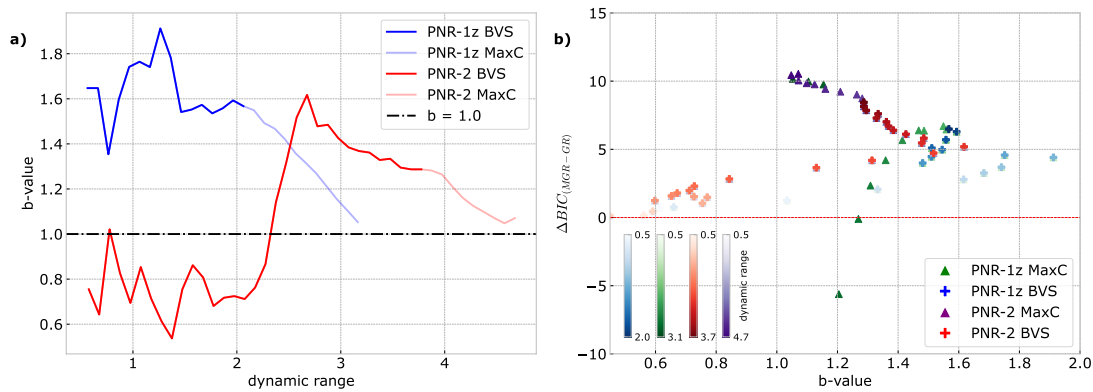 a)
1.8
1.6
1.4
1.2
1.0
0.8
0.6
b-value
1
2
3
4
dynamic range
PNR-1z BVS
PNR-1z MaxC
PNR-2 BVS
PNR-2 MaxC
b = 1.0
b)
15
10
5
0
−5
−10
ΔBIC(MGR−GR)
0.6
0.8
1.0
1.2
1.4
1.6
1.8
2.0
b-value
0.5 0.5 0.5 0.5
2.0 3.1 3.7 4.7
dynamic range
PNR-1z MaxC
PNR-1z BVS
PNR-2 MaxC
PNR-2 BVS